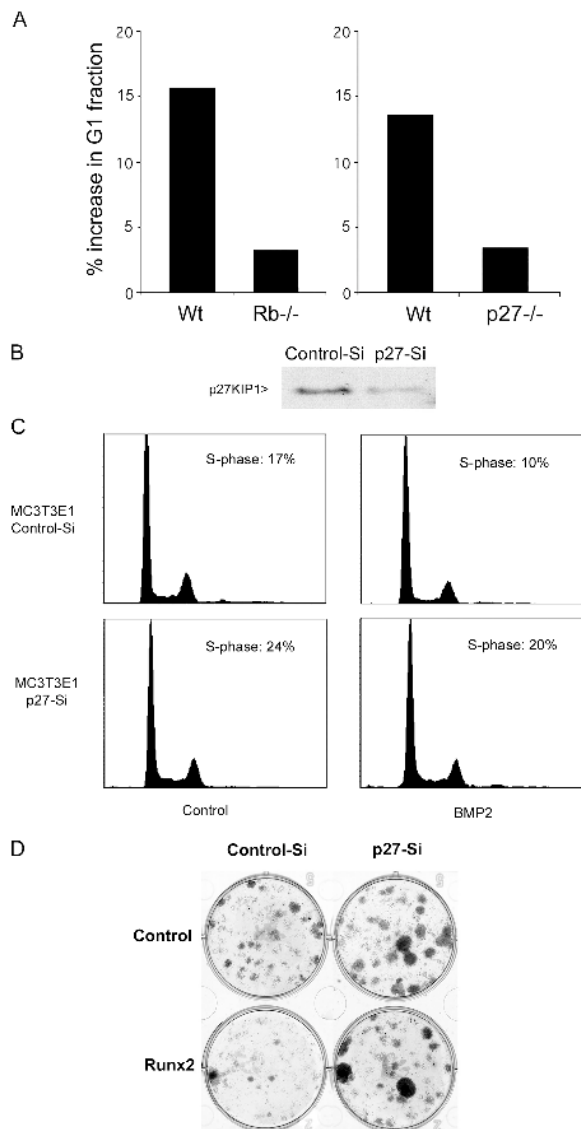 A
% increase in G1 fraction
20
15
10
5
0
Wt Rb-/-
20
15
10
5
0
Wt p27-/-
B
Control-Si p27-Si
p27KIP1>
C
MC3T3E1
Control-Si
S-phase: 17%
S-phase: 10%
MC3T3E1
p27-Si
S-phase: 24%
S-phase: 20%
Control
BMP2
D
Control-Si p27-Si
Control
Runx2